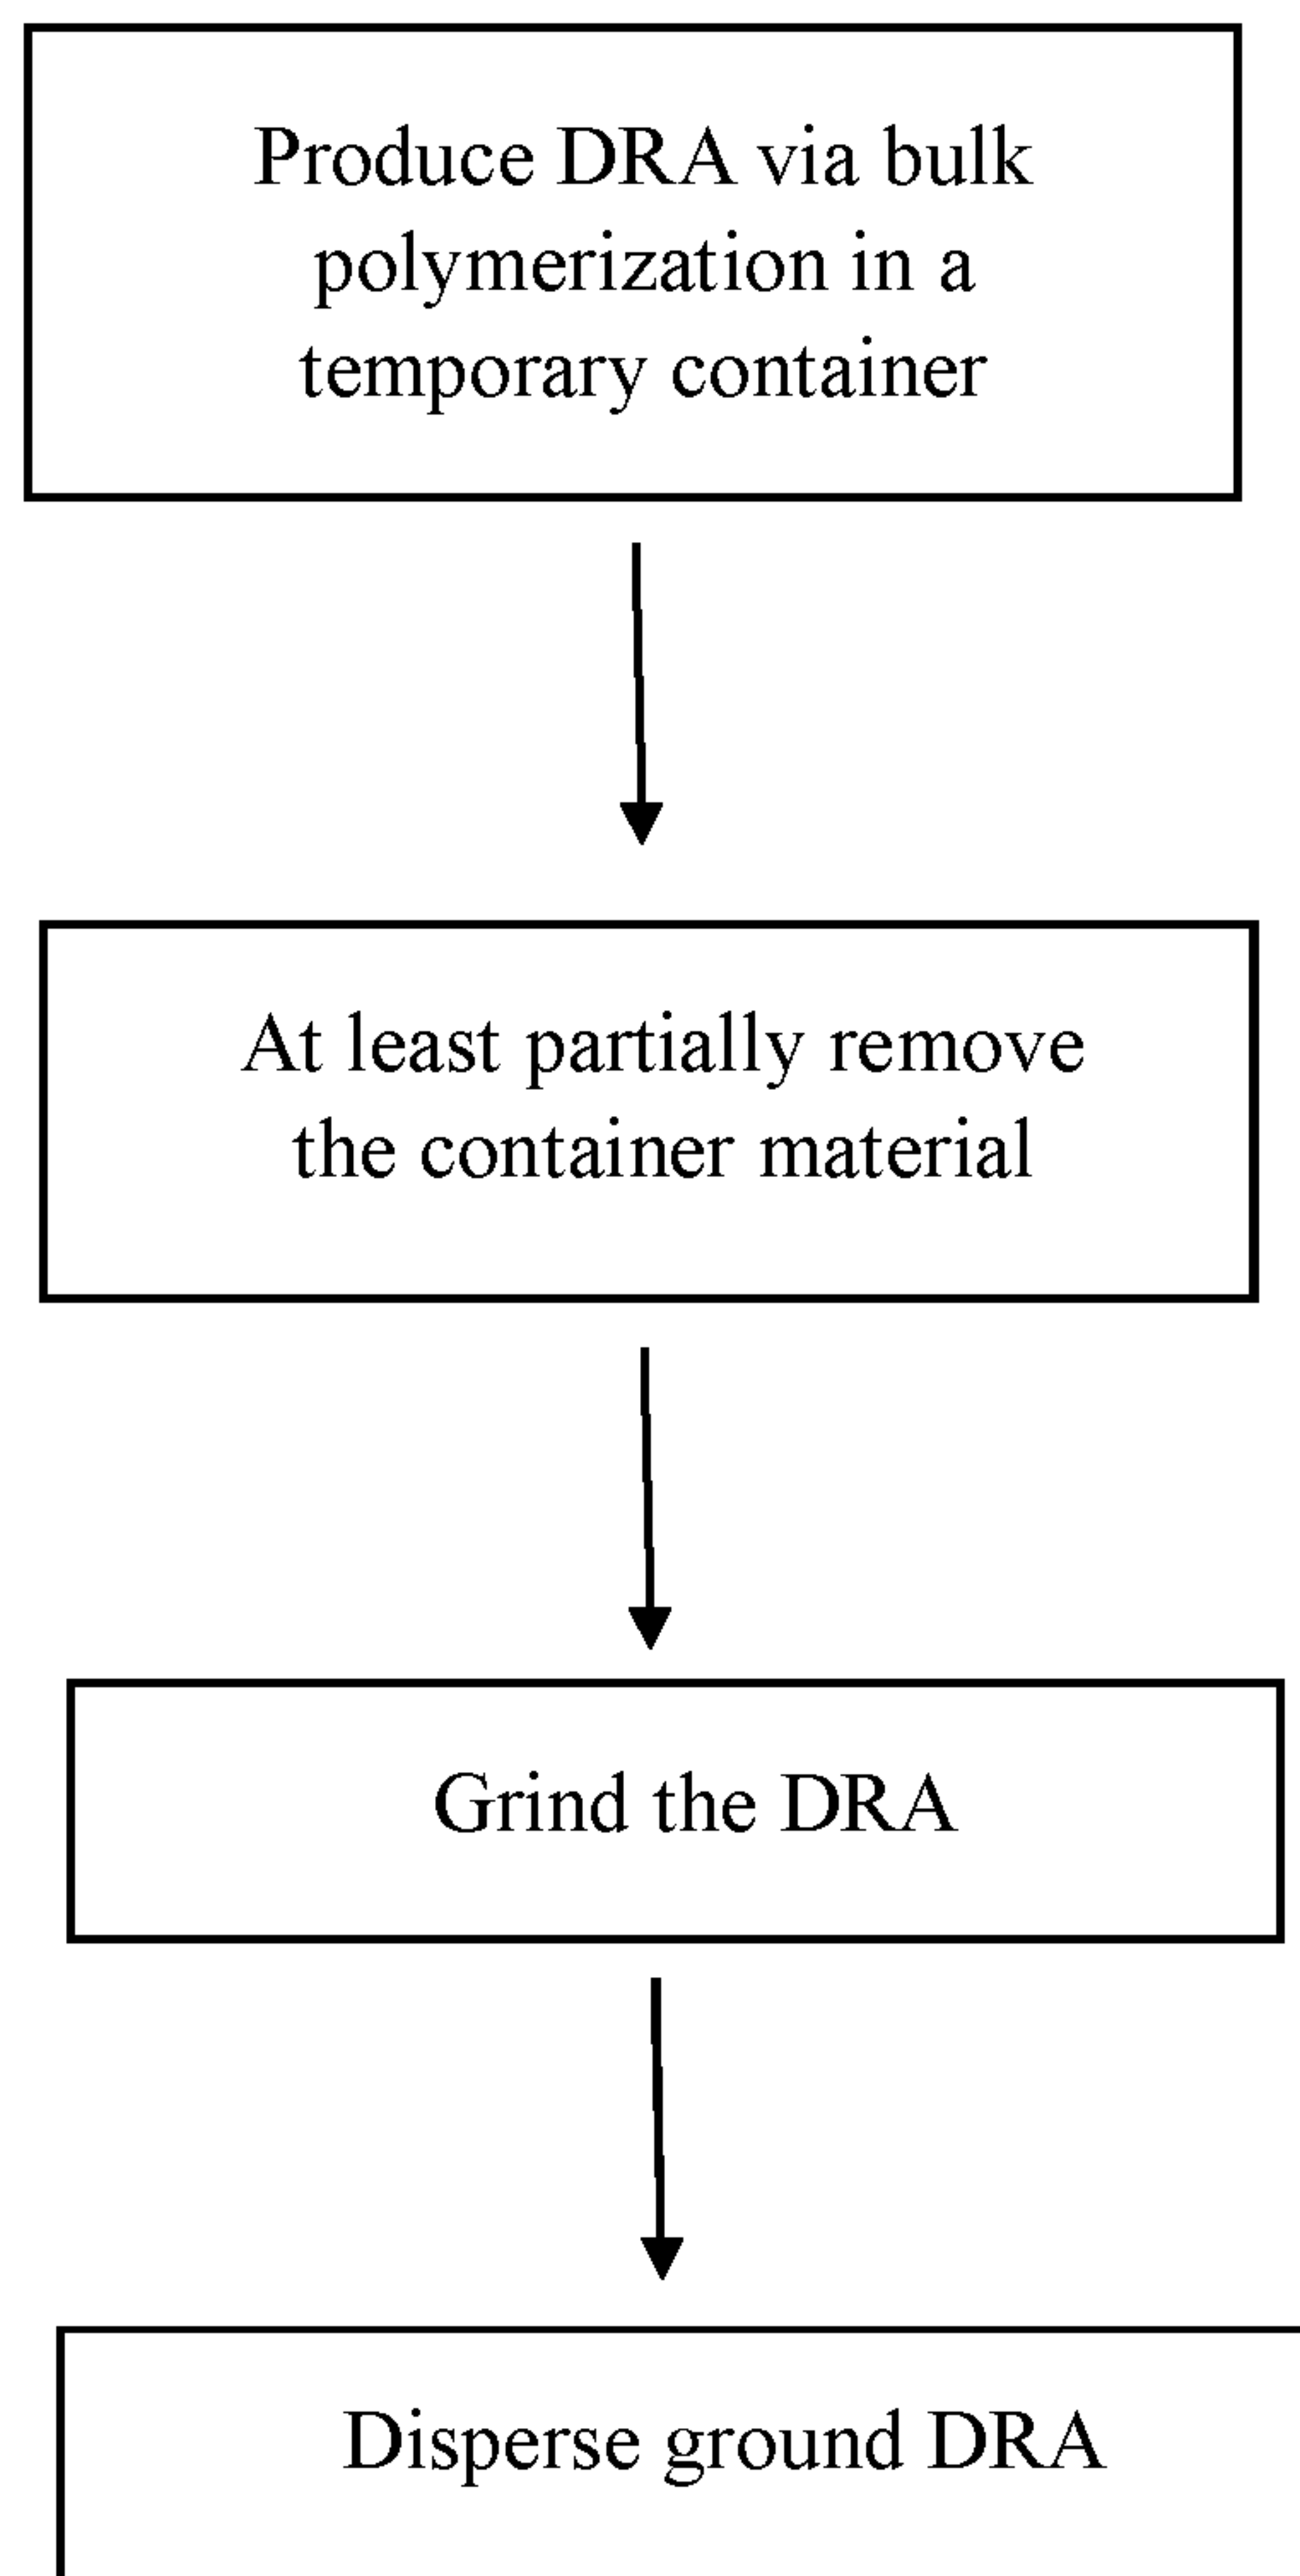 Produce DRA via bulk
polymerization in a
temporary container
At least partially remove
the container material
Grind the DRA
Disperse ground DRA